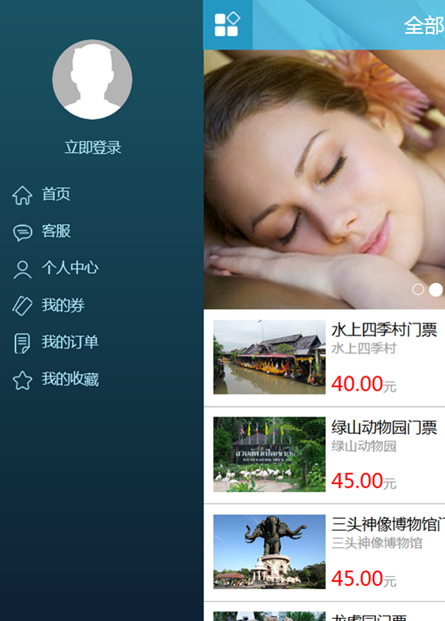 全部
立即登录
首页
客服
个人中心
我的券
我的订单
我的收藏
水上四季村门票
水上四季村
40.00元
绿山动物园门票
绿山动物园
45.00元
三头神像博物馆门
三头神像博物馆
45.00元